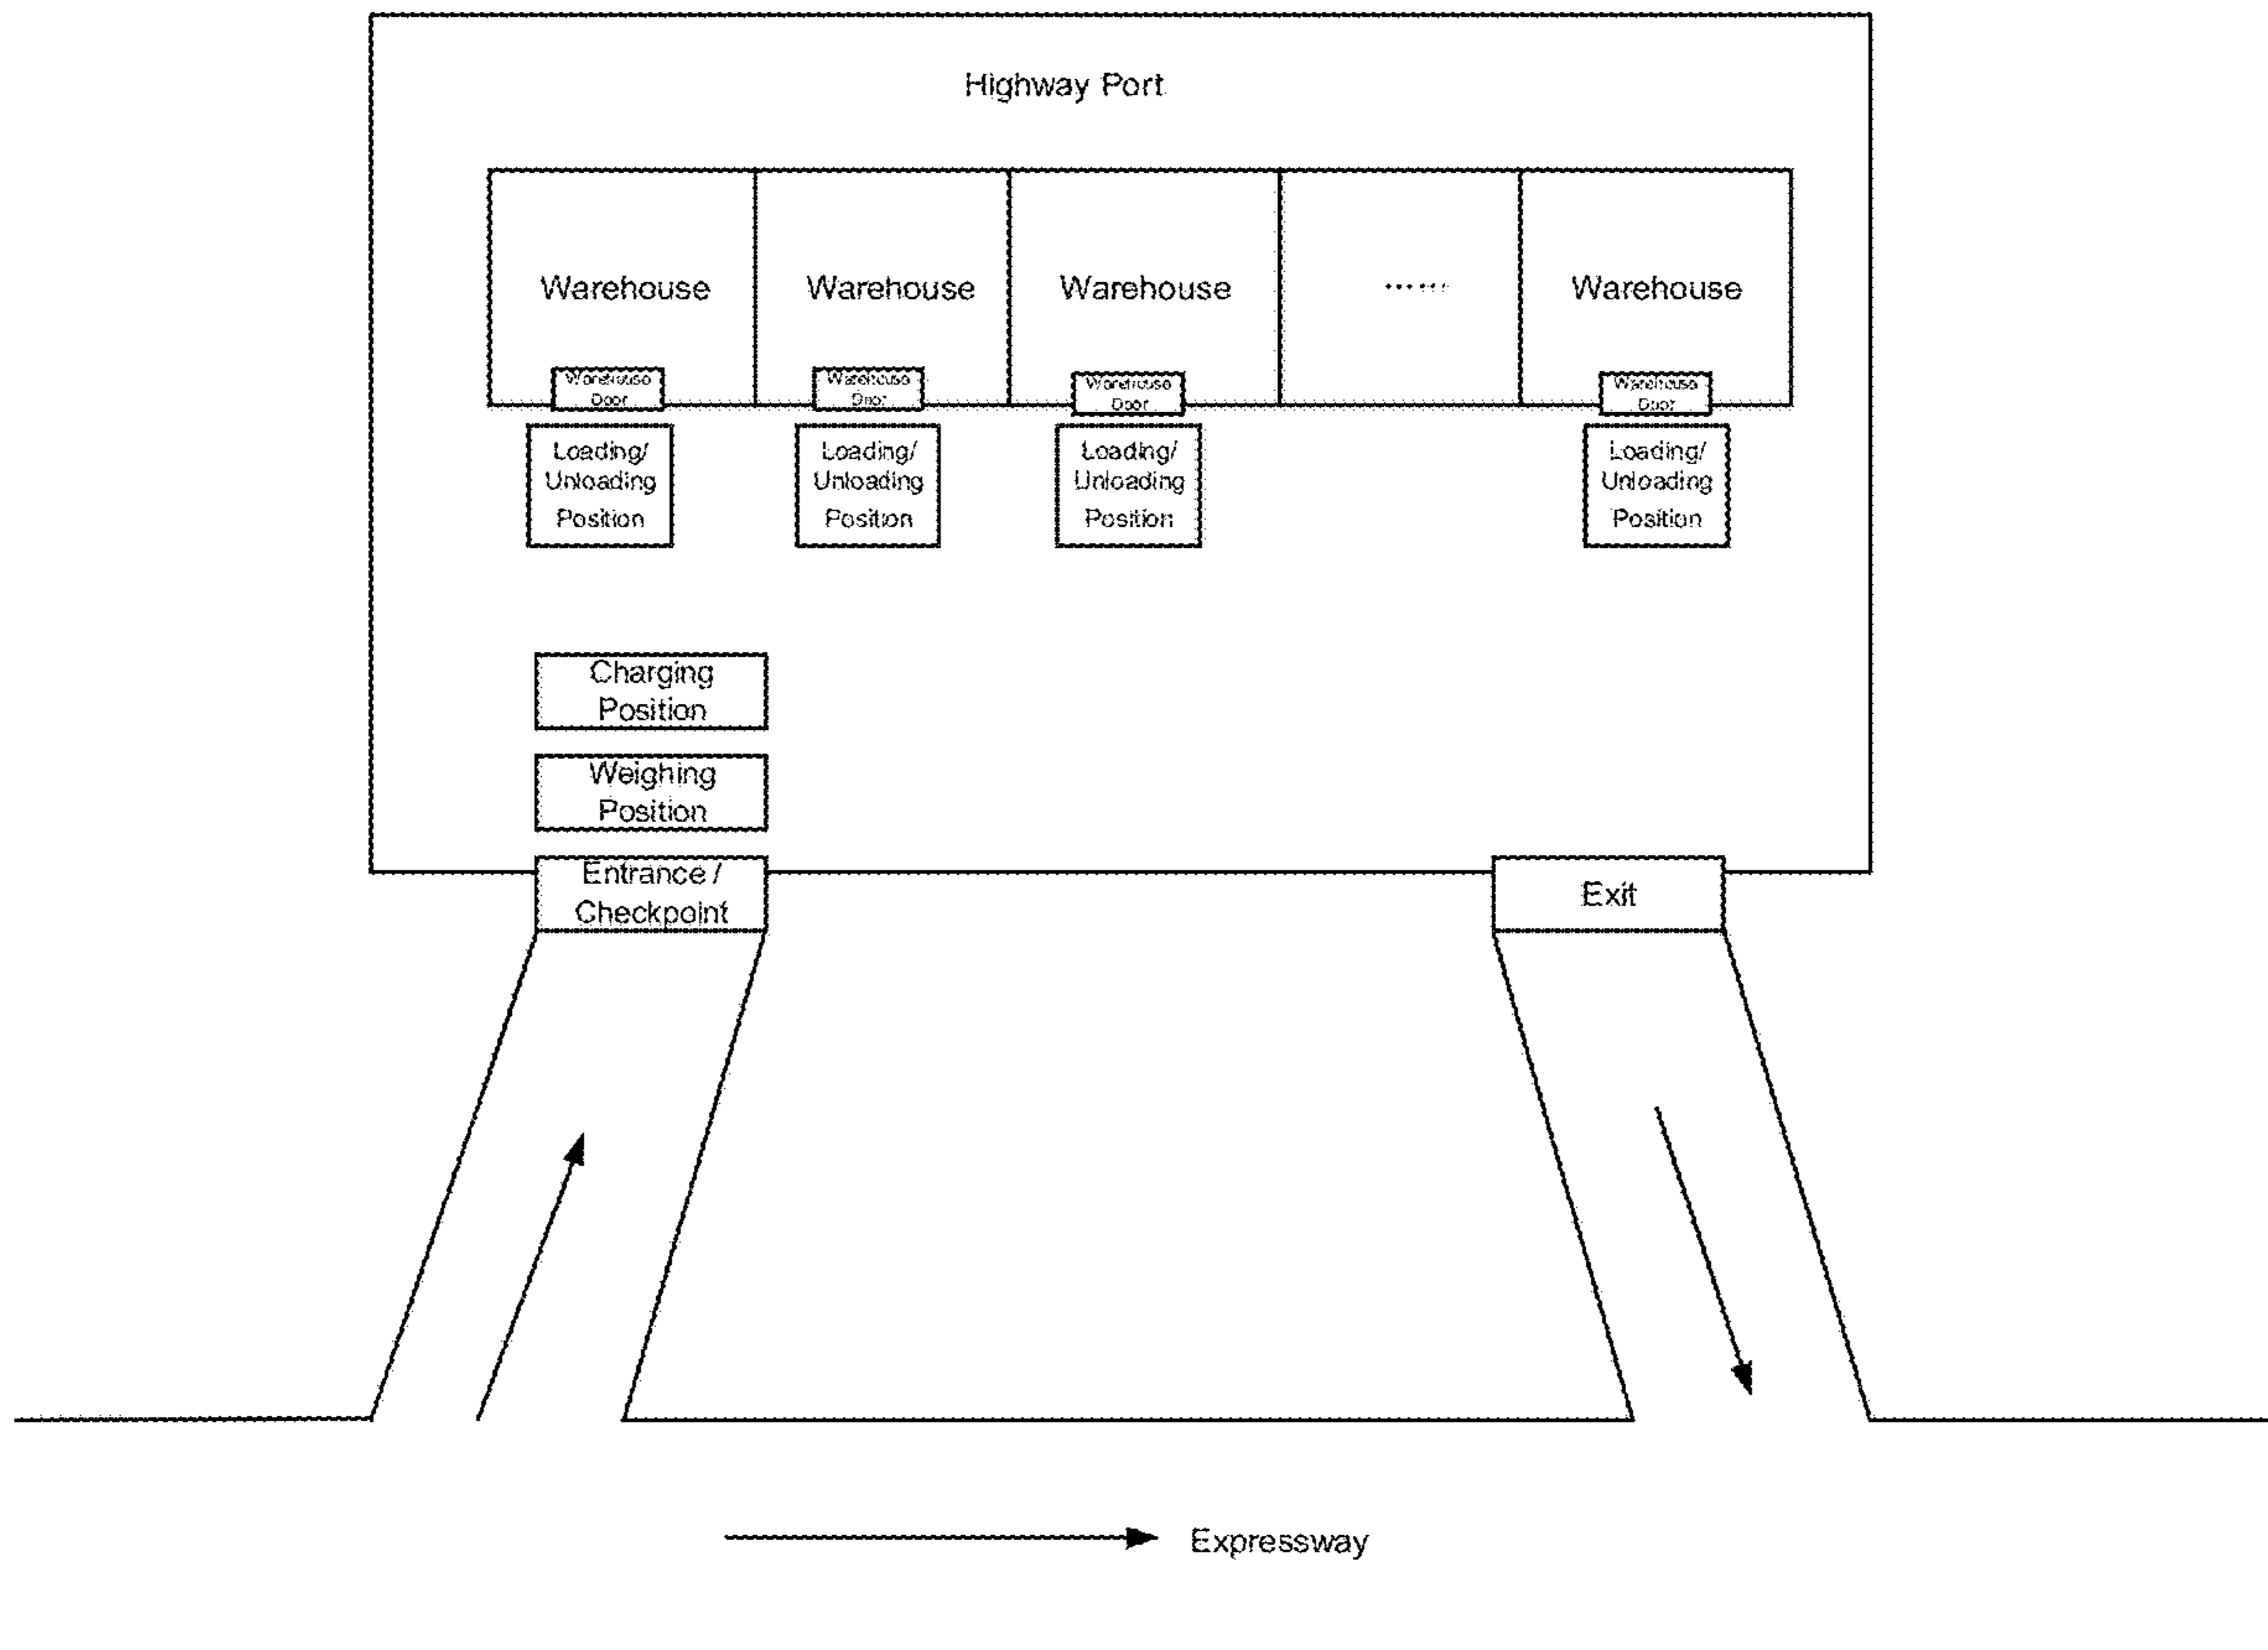 Highway Port
Warehouse
Warehouse
Warehouse
......
Warehouse
Warehouse
Door
Warehouse
Door
Warehouse
Door
Warehouse
Door
Loading/
Unloading
Position
Loading/
Unloading
Position
Loading/
Unloading
Position
Loading/
Unloading
Position
Charging
Position
Weighing
Position
Entrance /
Checkpoint
Exit
Expressway